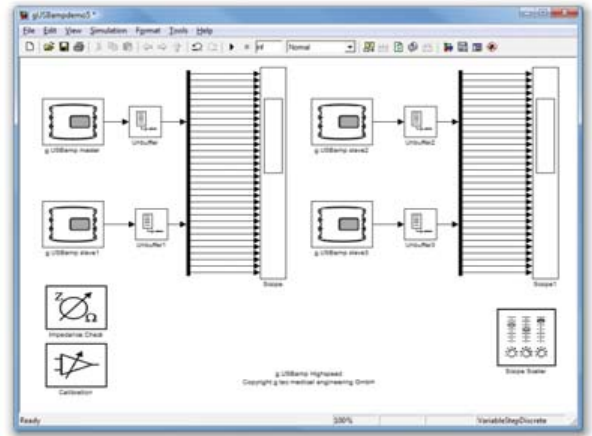 gUSBampdemo5 *
File Edit View Simulation Format Tools Help
inf Normal
g.USBamp master
Unbuffer
g.USBamp slave2
Unbuffer2
g.USBamp slave1
Unbuffer1
g.USBamp slave3
Unbuffer3
Scope
Scope1
Z Ω
Impedance Check
Calibration
Scope Scaler
g.USBamp Highspeed
Copyright g.tec medical engineering GmbH
Ready 100% VariableStepDiscrete